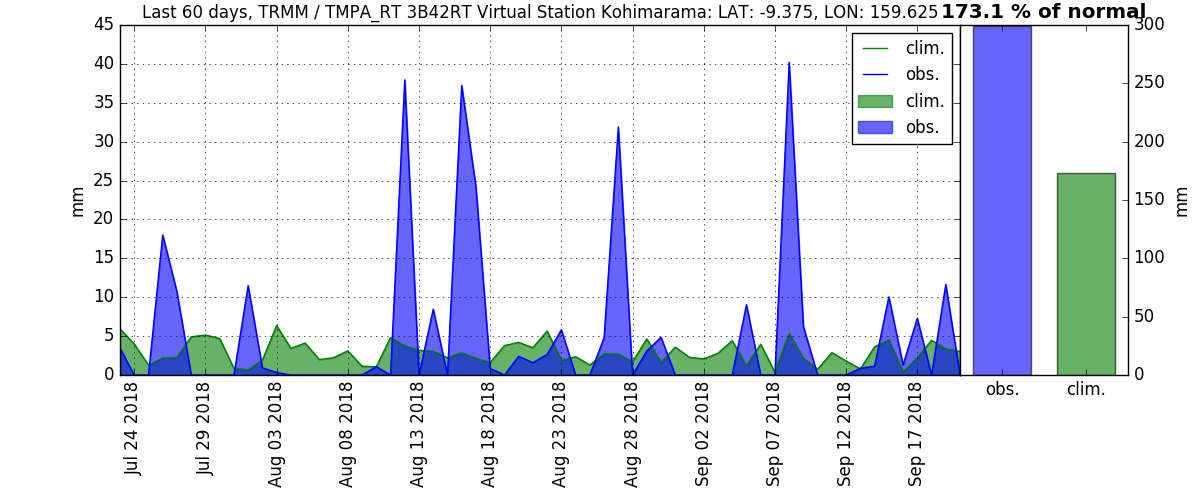 Last 60 days, TRMM / TMPA_RT 3B42RT Virtual Station Kohimarama: LAT: -9.375, LON: 159.625
173.1 % of normal
45
40
35
30
25
20
15
10
5
0
mm
clim.
obs.
clim.
obs.
Jul 24 2018
Jul 29 2018
Aug 03 2018
Aug 08 2018
Aug 13 2018
Aug 18 2018
Aug 23 2018
Aug 28 2018
Sep 02 2018
Sep 07 2018
Sep 12 2018
Sep 17 2018
300
250
200
150
100
50
0
mm
obs.
clim.